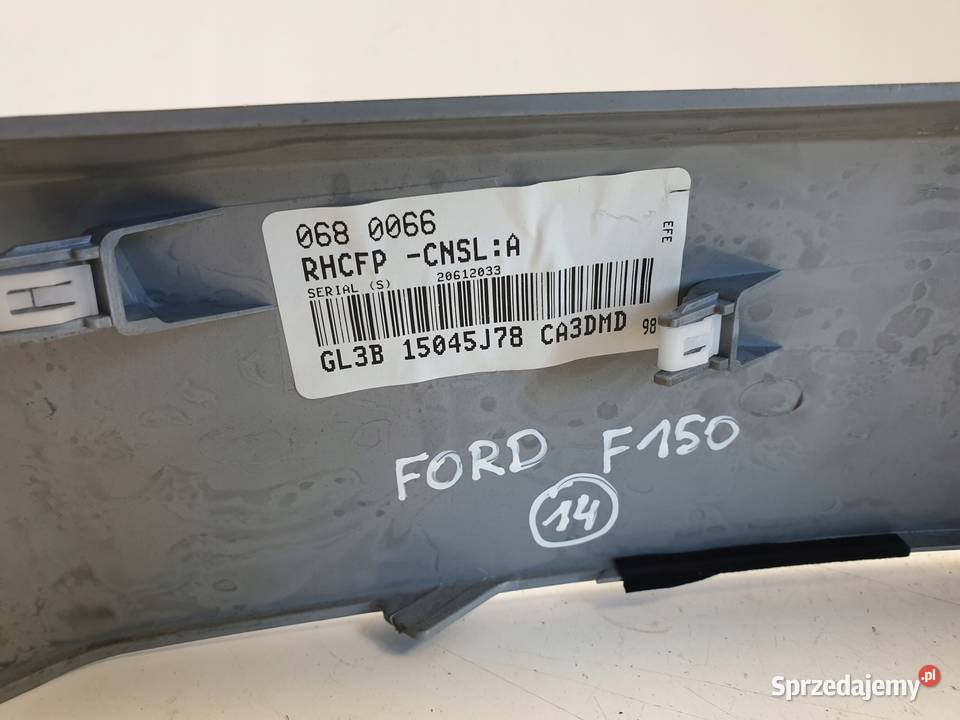 068 0066
RHCFP -CNSL:A
SERIAL (S) 20612033
GL3B 15045J78 CA3DMD 98
EFE
FORD F150
14
Sprzedajemy.pl